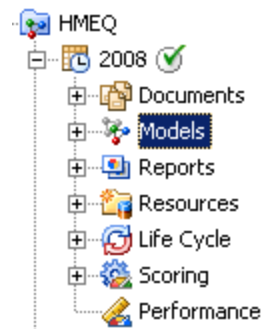 HMEQ
2008
Documents
Models
Reports
Resources
Life Cycle
Scoring
Performance